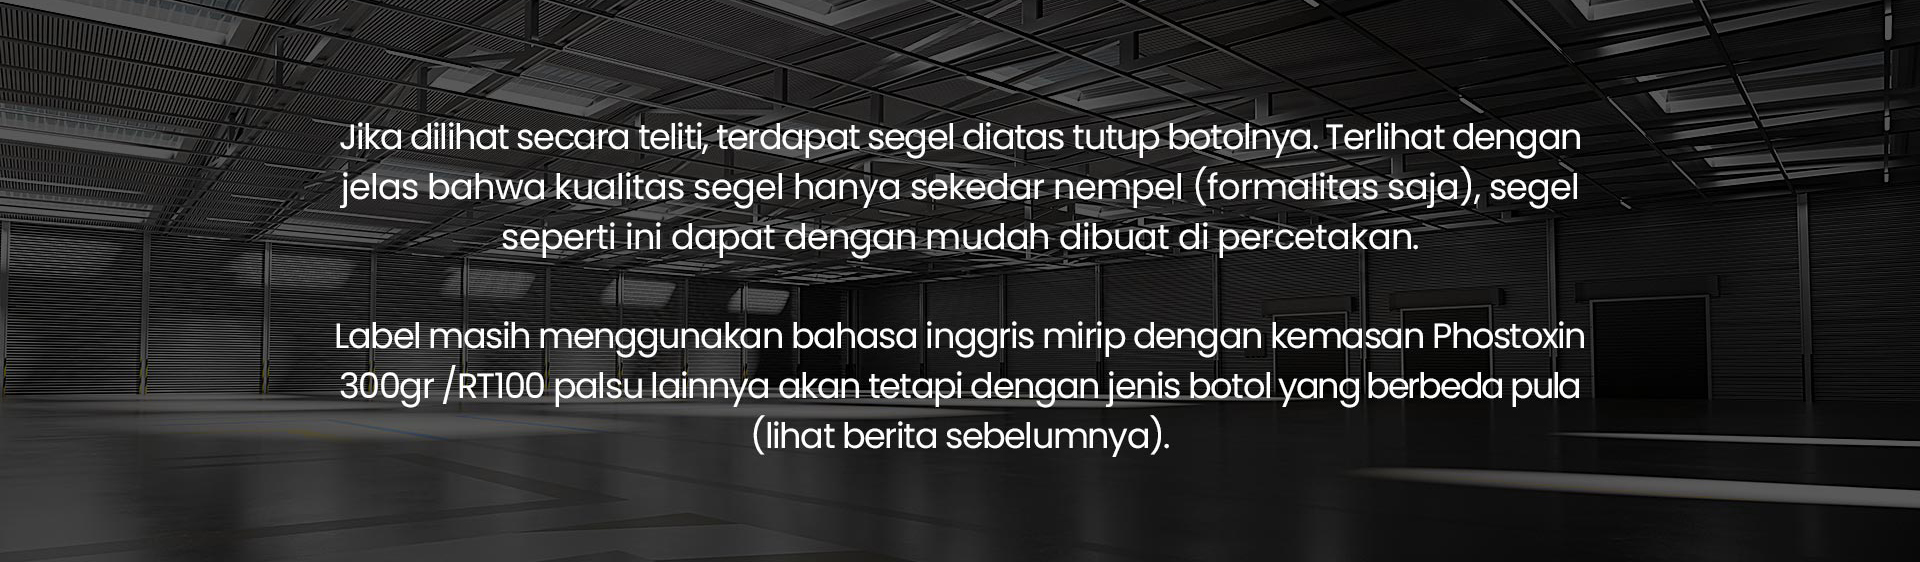 Jika dilihat secara teliti, terdapat segel diatas tutup botolnya. Terlihat dengan
jelas bahwa kualitas segel hanya sekedar nempel (formalitas saja), segel
seperti ini dapat dengan mudah dibuat di percetakan.
Label masih menggunakan bahasa inggris mirip dengan kemasan Phostoxin
300gr /RT100 palsu lainnya akan tetapi dengan jenis botol yang berbeda pula
(lihat berita sebelumnya).